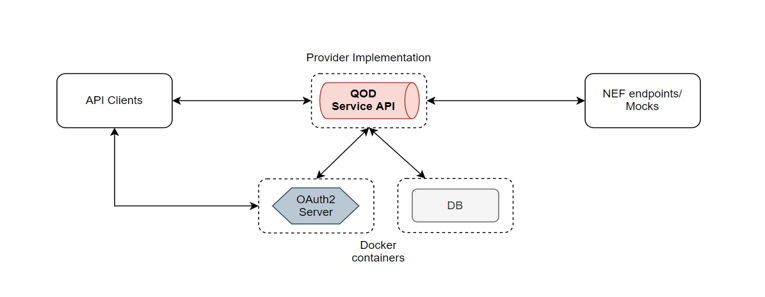 Provider Implementation
API Clients
QOD
Service API
NEF endpoints/
Mocks
OAuth2
Server
DB
Docker
containers